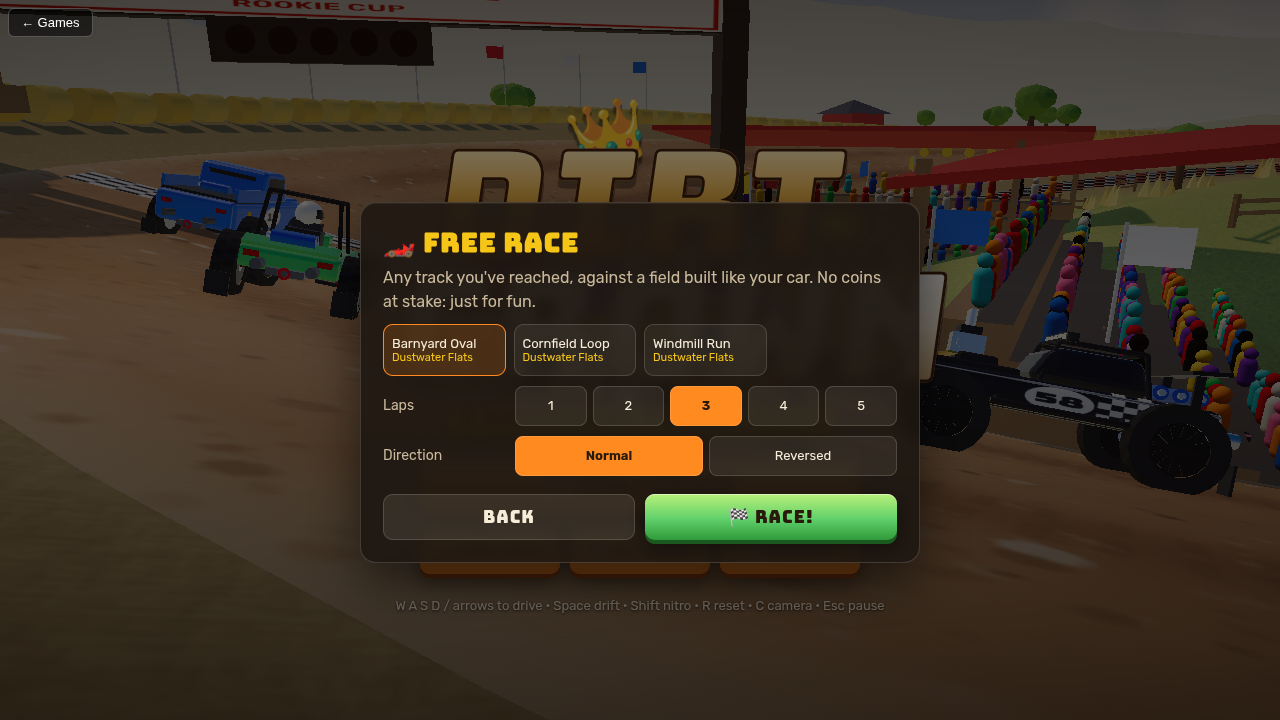 ROOKIE CUP
← Games
DIRT
FREE RACE
Any track you've reached, against a field built like your car. No coins
at stake: just for fun.
Barnyard Oval
Dustwater Flats
Cornfield Loop
Dustwater Flats
Windmill Run
Dustwater Flats
Laps
1
2
3
4
5
Direction
Normal
Reversed
BACK
RACE!
58
W A S D / arrows to drive • Space drift • Shift nitro • R reset • C camera • Esc pause